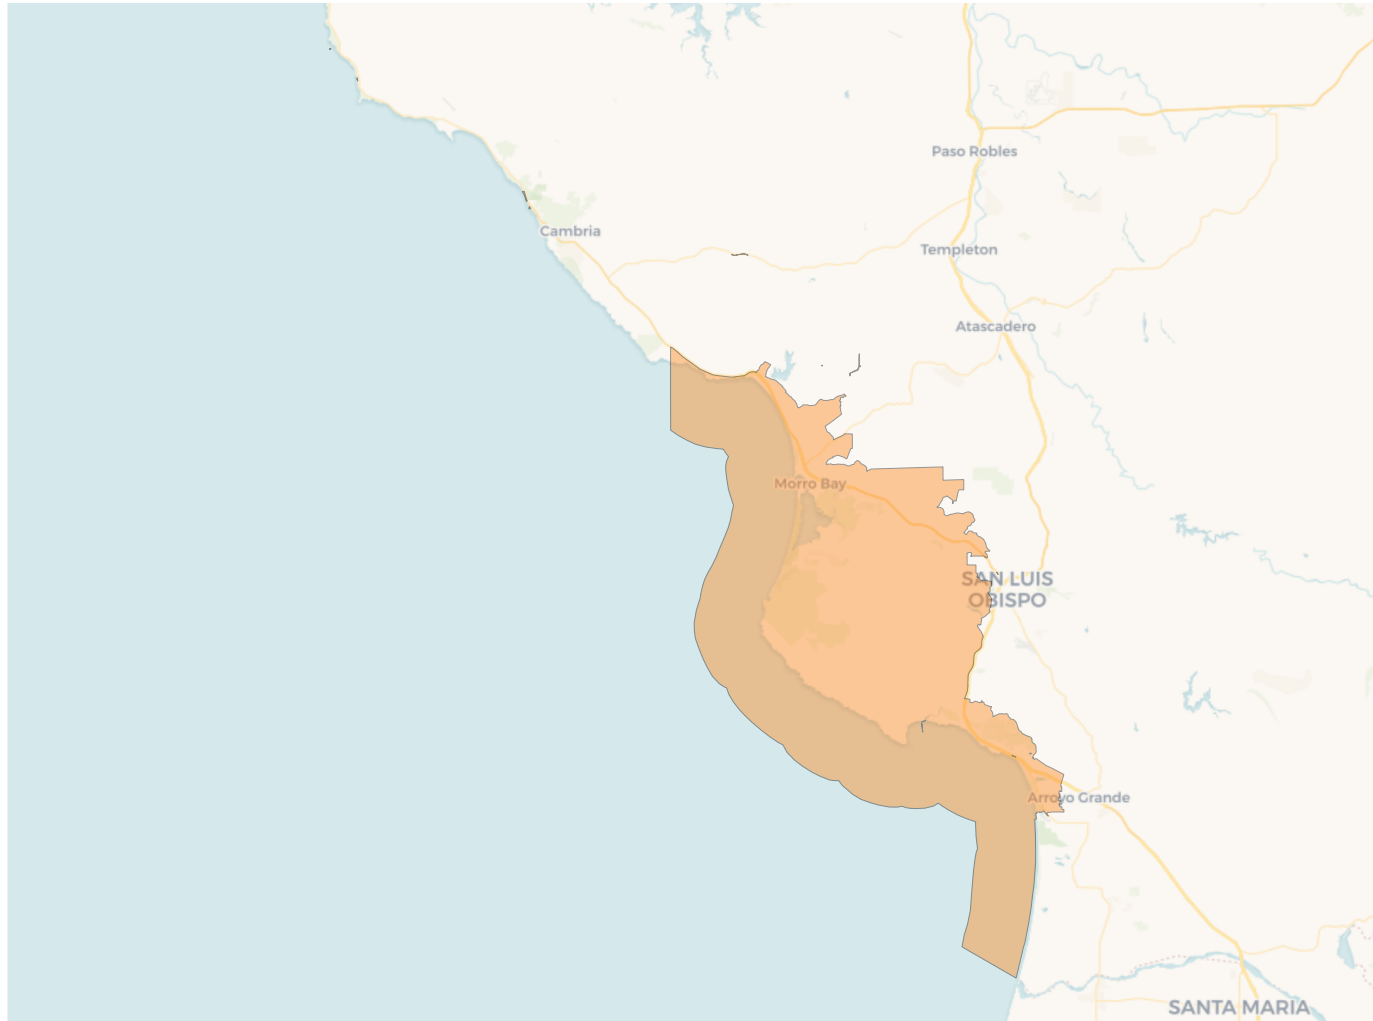 Paso Robles
Cambria
Templeton
Atascadero
Morro Bay
SAN LUIS
OBISPO
Arroyo Grande
SANTA MARIA